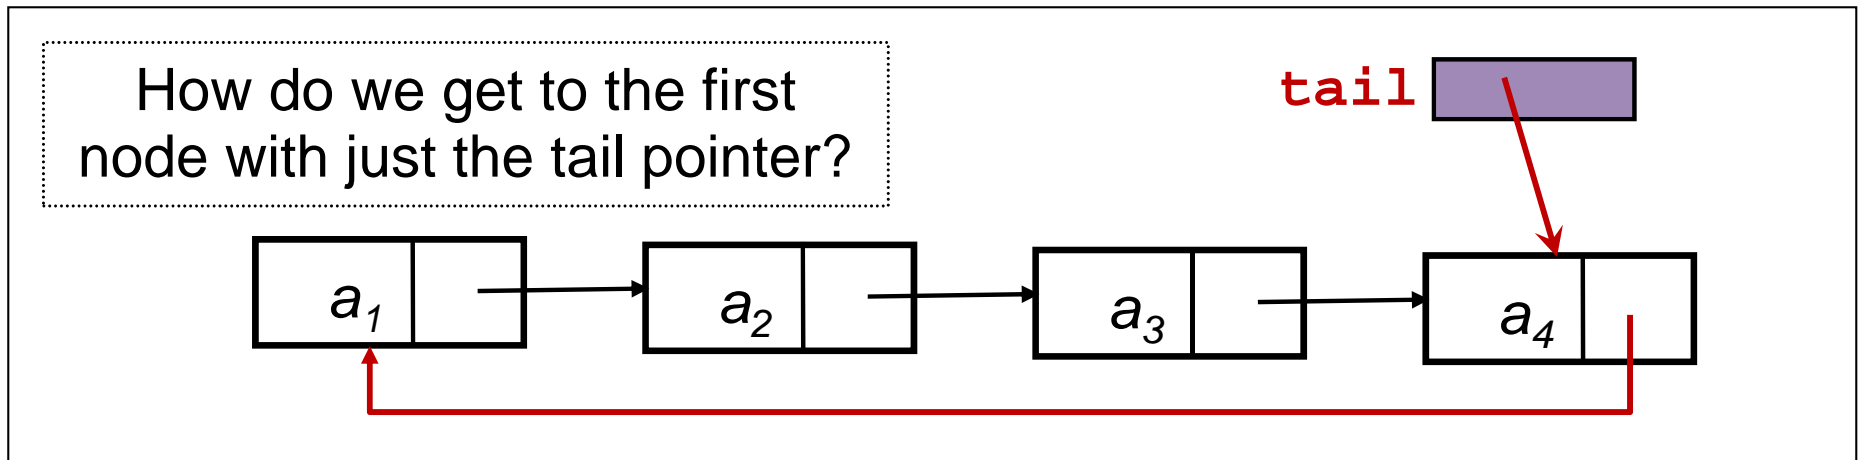 How do we get to the first
node with just the tail pointer?
tail
a1 a2 a3 a4